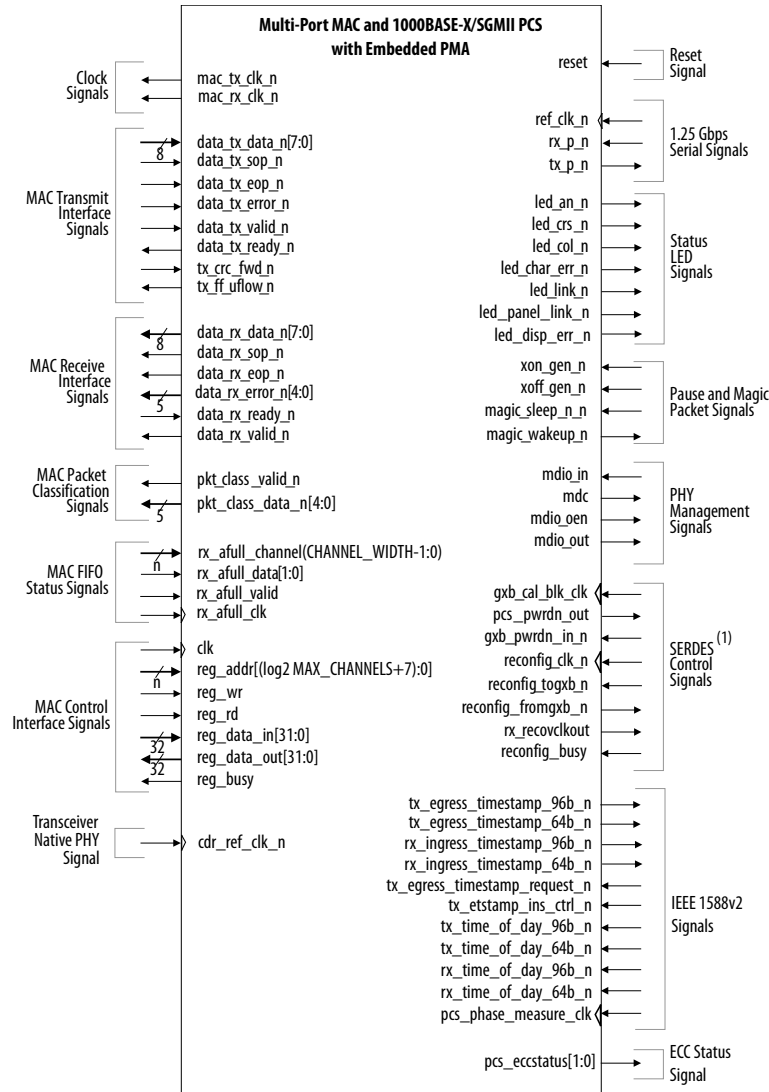 Multi-Port MAC and 1000BASE-X/SGMII PCS
with Embedded PMA
Clock
Signals
mac_tx_clk_n
mac_rx_clk_n
MAC Transmit
Interface
Signals
data_tx_data_n[7:0]
8
data_tx_sop_n
data_tx_eop_n
data_tx_error_n
data_tx_valid_n
data_tx_ready_n
tx_crc_fwd_n
tx_ff_uflow_n
MAC Receive
Interface
Signals
data_rx_data_n[7:0]
8
data_rx_sop_n
data_rx_eop_n
data_rx_error_n[4:0]
5
data_rx_ready_n
data_rx_valid_n
MAC Packet
Classification
Signals
pkt_class_valid_n
pkt_class_data_n[4:0]
5
MAC FIFO
Status Signals
rx_afull_channel(CHANNEL_WIDTH-1:0)
n
rx_afull_data[1:0]
rx_afull_valid
rx_afull_clk
MAC Control
Interface Signals
clk
reg_addr[(log2 MAX_CHANNELS+7):0]
n
reg_wr
reg_rd
reg_data_in[31:0]
32
reg_data_out[31:0]
32
reg_busy
Transceiver
Native PHY
Signal
cdr_ref_clk_n
reset
Reset
Signal
ref_clk_n
rx_p_n
tx_p_n
1.25 Gbps
Serial Signals
led_an_n
led_crs_n
led_col_n
led_char_err_n
led_link_n
led_panel_link_n
led_disp_err_n
Status
LED
Signals
xon_gen_n
xoff_gen_n
magic_sleep_n_n
magic_wakeup_n
Pause and Magic
Packet Signals
mdio_in
mdc
mdio_oen
mdio_out
PHY
Management
Signals
gxb_cal_blk_clk
pcs_pwrdn_out
gxb_pwrdn_in_n
reconfig_clk_n
reconfig_togxb_n
reconfig_fromgxb_n
rx_recovclkout
reconfig_busy
SERDES (1)
Control
Signals
tx_egress_timestamp_96b_n
tx_egress_timestamp_64b_n
rx_ingress_timestamp_96b_n
rx_ingress_timestamp_64b_n
tx_egress_timestamp_request_n
tx_etstamp_ins_ctrl_n
tx_time_of_day_96b_n
tx_time_of_day_64b_n
rx_time_of_day_96b_n
rx_time_of_day_64b_n
pcs_phase_measure_clk
IEEE 1588v2
Signals
pcs_eccstatus[1:0]
ECC Status
Signal